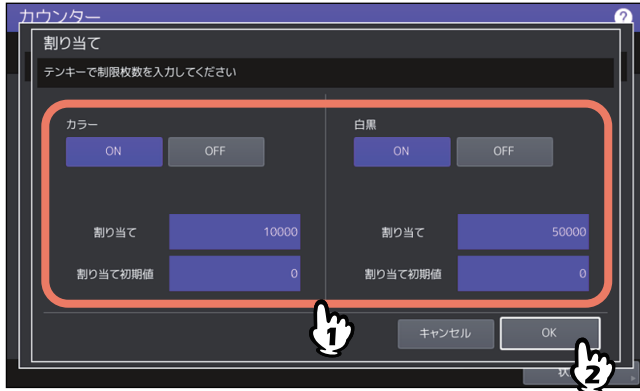 カウンター
?
割り当て
テンキーで制限枚数を入力してください
カラー
ON OFF
割り当て 10000
割り当て初期値 0
白黒
ON OFF
割り当て 50000
割り当て初期値 0
1
キャンセル OK
2